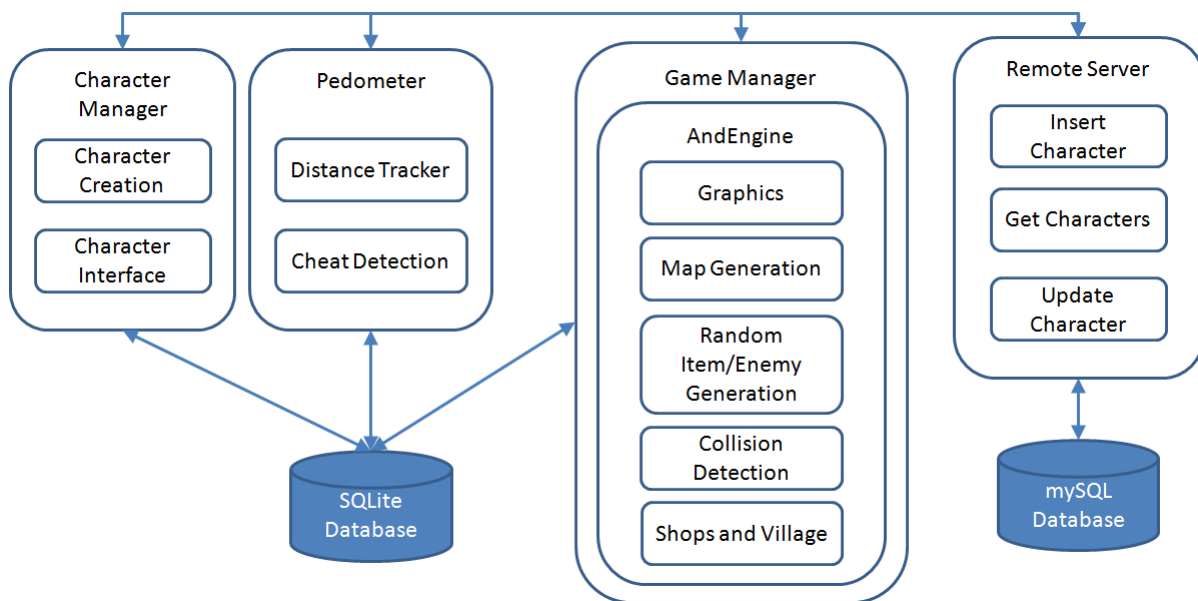 Character
Manager
Character
Creation
Character
Interface
Pedometer
Distance Tracker
Cheat Detection
Game Manager
AndEngine
Graphics
Map Generation
Random
Item/Enemy
Generation
Collision
Detection
Shops and Village
Remote Server
Insert
Character
Get Characters
Update
Character
SQLite
Database
mySQL
Database